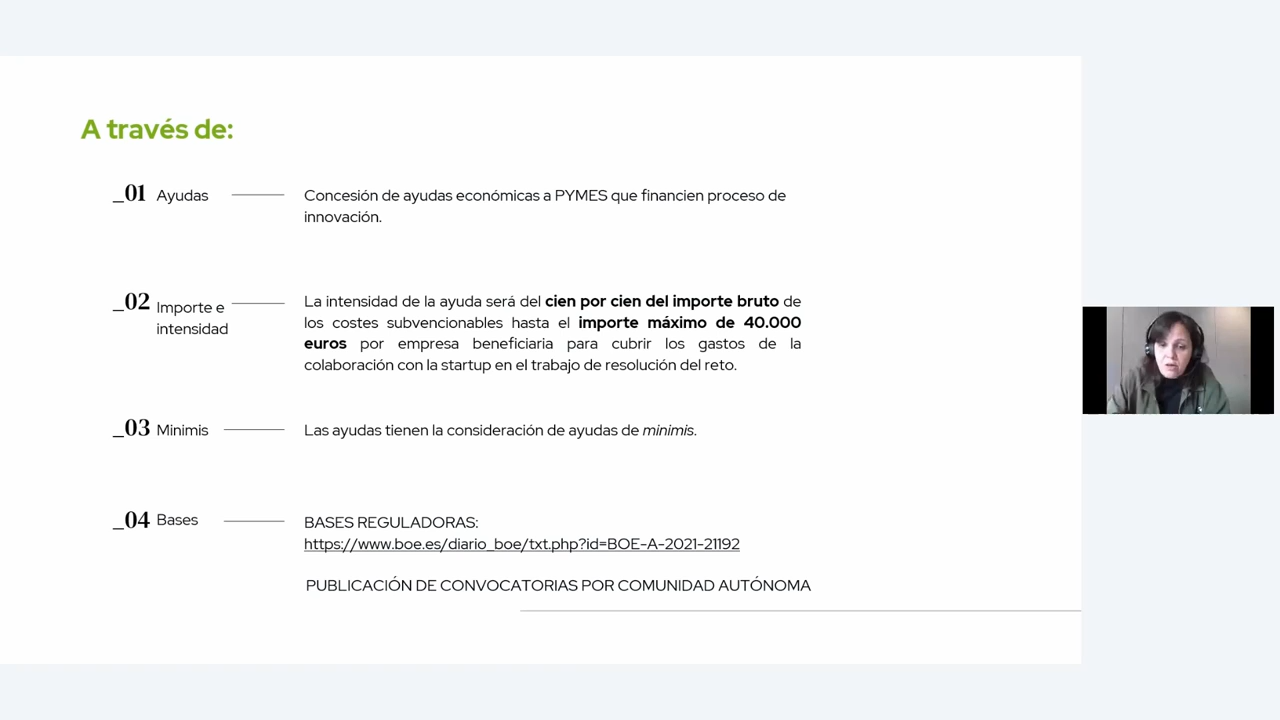 A través de:
_01 Ayudas
Concesión de ayudas económicas a PYMES que financien proceso de
innovación.
_02 Importe e
intensidad
La intensidad de la ayuda será del cien por cien del importe bruto de
los costes subvencionables hasta el importe máximo de 40.000
euros por empresa beneficiaria para cubrir los gastos de la
colaboración con la startup en el trabajo de resolución del reto.
_03 Minimis
Las ayudas tienen la consideración de ayudas de minimis.
_04 Bases
BASES REGULADORAS:
https://www.boe.es/diario_boe/txt.php?id=BOE-A-2021-21192
PUBLICACIÓN DE CONVOCATORIAS POR COMUNIDAD AUTÓNOMA